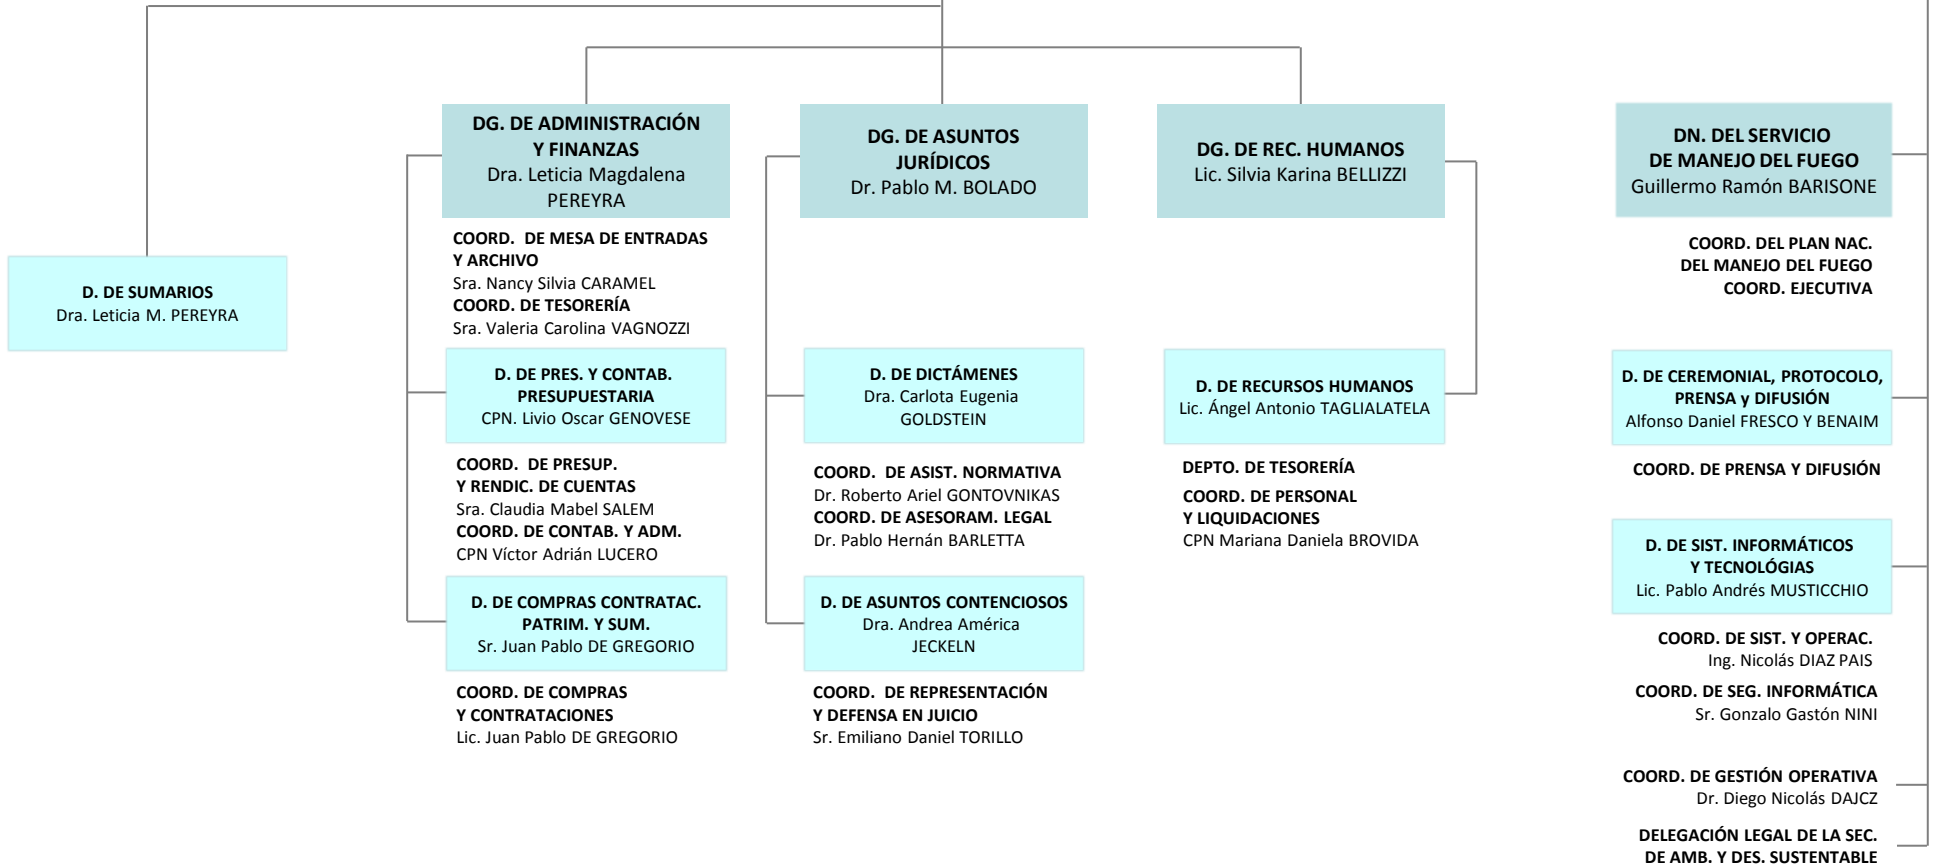 D. DE SUMARIOS
Dra. Leticia M. PEREYRA
DG. DE ADMINISTRACIÓN
Y FINANZAS
Dra. Leticia Magdalena
PEREYRA
COORD. DE MESA DE ENTRADAS
Y ARCHIVO
Sra. Nancy Silvia CARAMEL
COORD. DE TESORERÍA
Sra. Valeria Carolina VAGNOZZI
D. DE PRES. Y CONTAB.
PRESUPUESTARIA
CPN. Livio Oscar GENOVESE
COORD. DE PRESUP.
Y RENDIC. DE CUENTAS
Sra. Claudia Mabel SALEM
COORD. DE CONTAB. Y ADM.
CPN Víctor Adrián LUCERO
D. DE COMPRAS CONTRATAC.
PATRIM. Y SUM.
Sr. Juan Pablo DE GREGORIO
COORD. DE COMPRAS
Y CONTRATACIONES
Lic. Juan Pablo DE GREGORIO
DG. DE ASUNTOS
JURÍDICOS
Dr. Pablo M. BOLADO
D. DE DICTÁMENES
Dra. Carlota Eugenia
GOLDSTEIN
COORD. DE ASIST. NORMATIVA
Dr. Roberto Ariel GONTOVNIKAS
COORD. DE ASESORAM. LEGAL
Dr. Pablo Hernán BARLETTA
D. DE ASUNTOS CONTENCIOSOS
Dra. Andrea América
JECKELN
COORD. DE REPRESENTACIÓN
Y DEFENSA EN JUICIO
Sr. Emiliano Daniel TORILLO
DG. DE REC. HUMANOS
Lic. Silvia Karina BELLIZZI
D. DE RECURSOS HUMANOS
Lic. Ángel Antonio TAGLIALATELA
DEPTO. DE TESORERÍA
COORD. DE PERSONAL
Y LIQUIDACIONES
CPN Mariana Daniela BROVIDA
DN. DEL SERVICIO
DE MANEJO DEL FUEGO
Guillermo Ramón BARISONE
COORD. DEL PLAN NAC.
DEL MANEJO DEL FUEGO
COORD. EJECUTIVA
D. DE CEREMONIAL, PROTOCOLO,
PRENSA y DIFUSIÓN
Alfonso Daniel FRESCO Y BENAIM
COORD. DE PRENSA Y DIFUSIÓN
D. DE SIST. INFORMÁTICOS
Y TECNOLÓGIAS
Lic. Pablo Andrés MUSTICCHIO
COORD. DE SIST. Y OPERAC.
Ing. Nicolás DIAZ PAIS
COORD. DE SEG. INFORMÁTICA
Sr. Gonzalo Gastón NINI
COORD. DE GESTIÓN OPERATIVA
Dr. Diego Nicolás DAJCZ
DELEGACIÓN LEGAL DE LA SEC.
DE AMB. Y DES. SUSTENTABLE